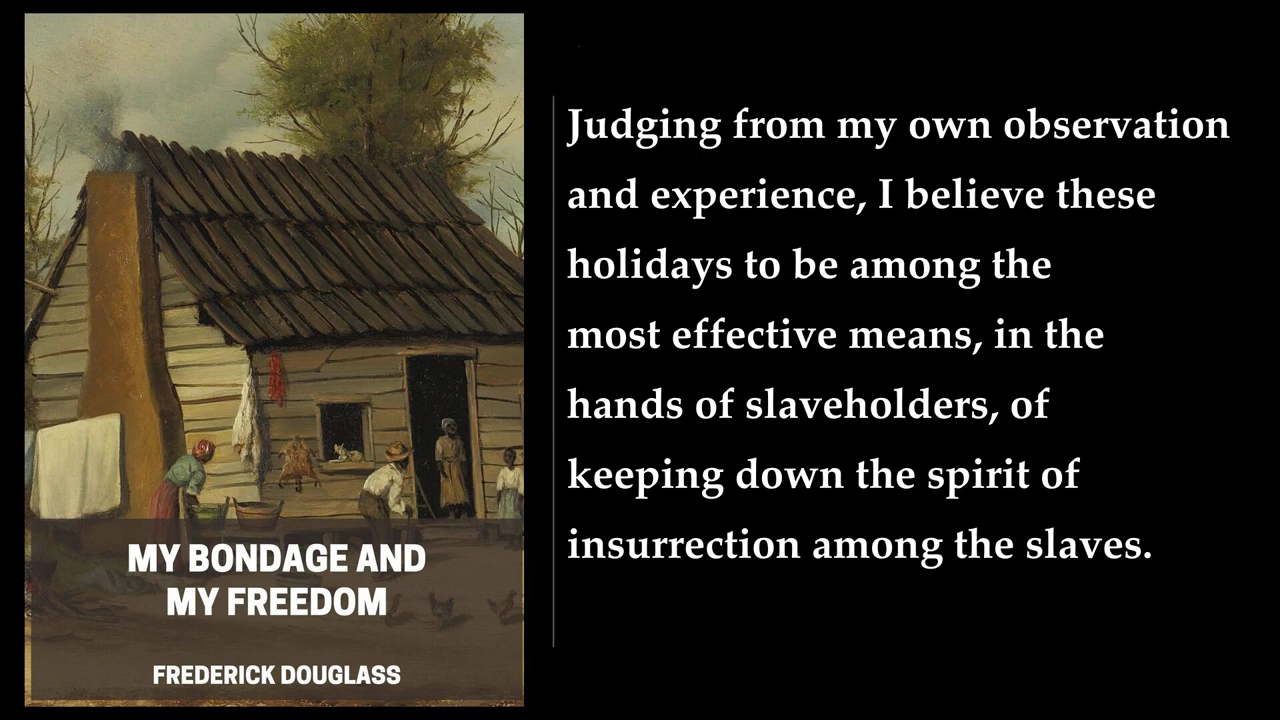 MY BONDAGE AND
MY FREEDOM
FREDERICK DOUGLASS
Judging from my own observation
and experience, I believe these
holidays to be among the
most effective means, in the
hands of slaveholders, of
keeping down the spirit of
insurrection among the slaves.